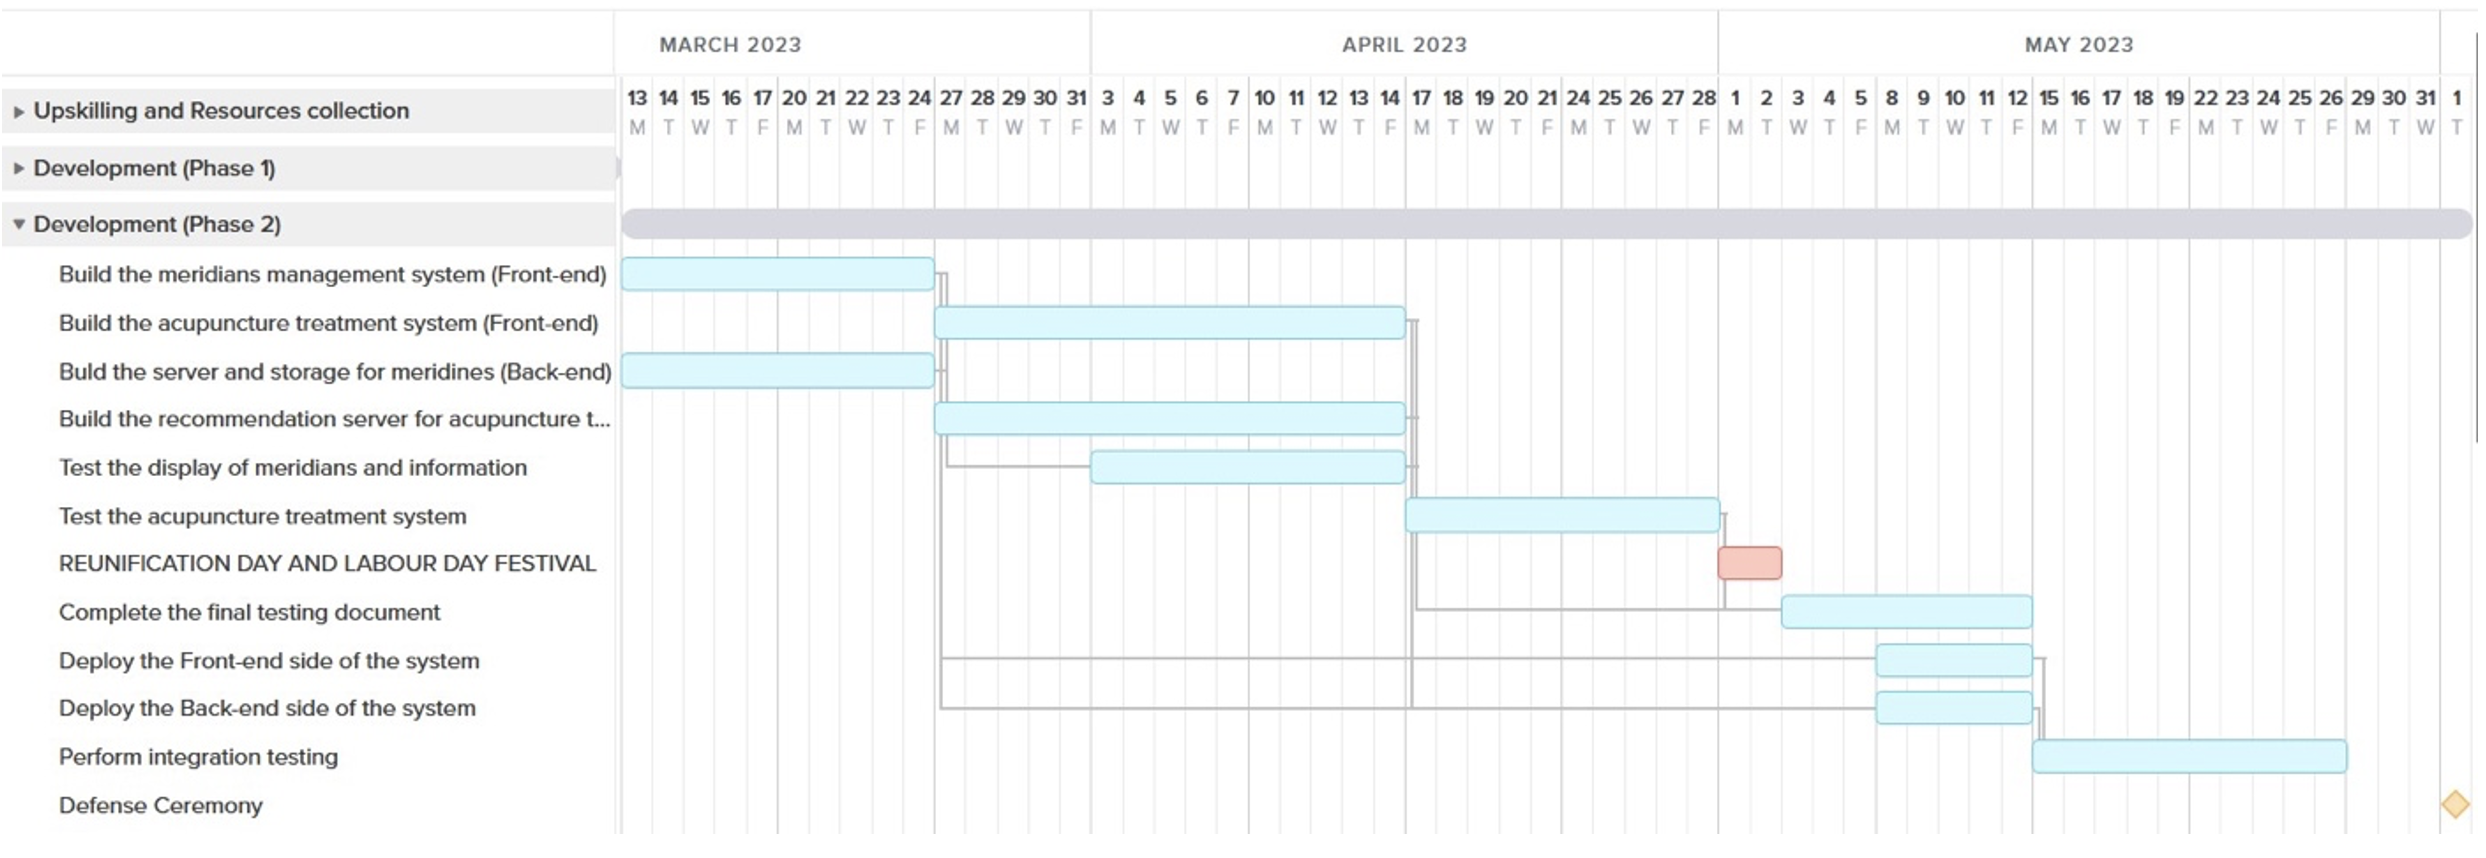 MARCH 2023 APRIL 2023 MAY 2023
13 14 15 16 17 20 21 22 23 24 27 28 29 30 31 3 4 5 6 7 10 11 12 13 14 17 18 19 20 21 24 25 26 27 28 1 2 3 4 5 8 9 10 11 12 15 16 17 18 19 22 23 24 25 26 29 30 31 1
M T W T F M T W T F M T W T F M T W T F M T W T F M T W T F M T W T F M T W T F M T W T F M T W T F M T W T F M T W T
Upskilling and Resources collection
Development (Phase 1)
Development (Phase 2)
Build the meridians management system (Front-end)
Build the acupuncture treatment system (Front-end)
Buld the server and storage for meridines (Back-end)
Build the recommendation server for acupuncture t...
Test the display of meridians and information
Test the acupuncture treatment system
REUNIFICATION DAY AND LABOUR DAY FESTIVAL
Complete the final testing document
Deploy the Front-end side of the system
Deploy the Back-end side of the system
Perform integration testing
Defense Ceremony